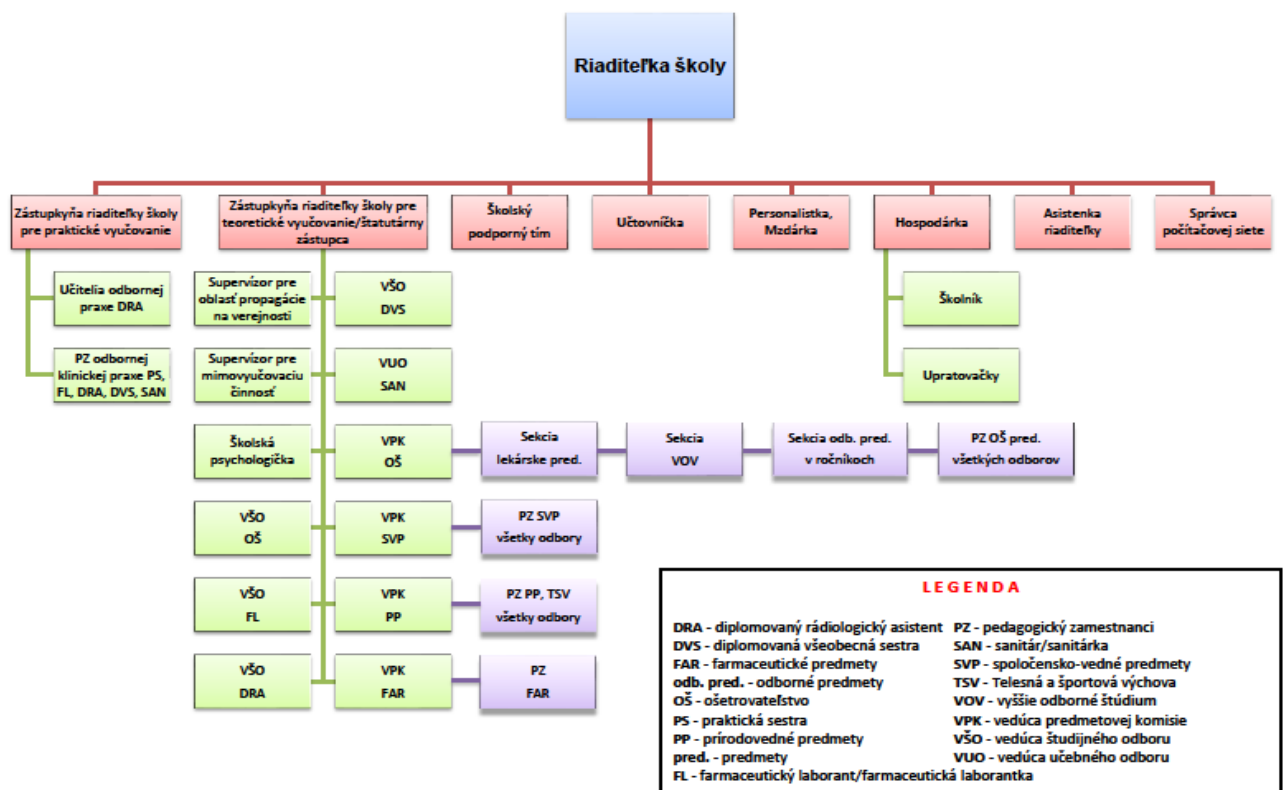 Riaditeľka školy
Zástupkyňa riaditeľky školy
pre praktické vyučovanie
Zástupkyňa riaditeľky školy pre
teoretické vyučovanie/štatutárny
zástupca
Školský
podporný tím
Učtovníčka
Personalistka,
Mzdárka
Hospodárka
Asistenka
riaditeľky
Správca
počítačovej siete
Učitelia odbornej
praxe DRA
PZ odbornej
klinickej praxe PS,
FL, DRA, DVS, SAN
Supervízor pre
oblasť propagácie
na verejnosti
VŠO
DVS
Školník
Supervízor pre
mimovyučovaciu
činnosť
VUO
SAN
Upratovačky
Školská
psychologička
VPK
OŠ
Sekcia
lekárske pred.
Sekcia
VOV
Sekcia odb. pred.
v ročníkoch
PZ OŠ pred.
všetkých odborov
VŠO
OŠ
VPK
SVP
PZ SVP
všetky odbory
VŠO
FL
VPK
PP
PZ PP, TSV
všetky odbory
VŠO
DRA
VPK
FAR
PZ
FAR
LEGENDA
DRA - diplomovaný rádiologický asistent
DVS - diplomovaná všeobecná sestra
FAR - farmaceutické predmety
odb. pred. - odborné predmety
OŠ - ošetrovateľstvo
PS - praktická sestra
PP - prírodovedné predmety
pred. - predmety
FL - farmaceutický laborant/farmaceutická laborantka
PZ - pedagogický zamestnanci
SAN - sanitár/sanitárka
SVP - spoločensko-vedné predmety
TSV - Telesná a športová výchova
VOV - vyššie odborné štúdium
VPK - vedúca predmetovej komisie
VŠO - vedúca študijného odboru
VUO - vedúca učebného odboru